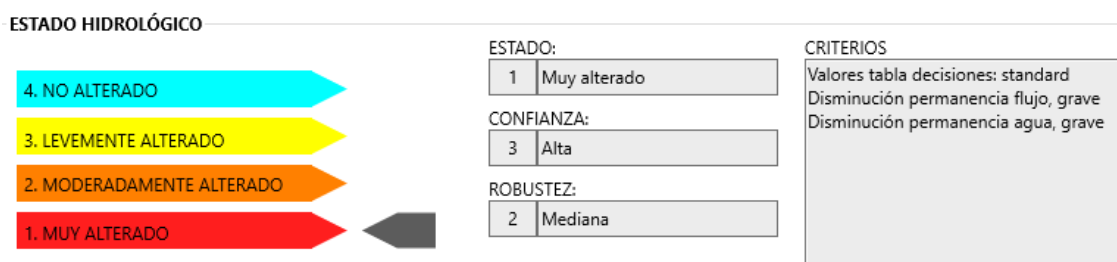 ESTADO HIDROLÓGICO
4. NO ALTERADO
3. LEVEMENTE ALTERADO
2. MODERADAMENTE ALTERADO
1. MUY ALTERADO
ESTADO:
1 Muy alterado
CONFIANZA:
3 Alta
ROBUSTEZ:
2 Mediana
CRITERIOS
Valores tabla decisiones: standard
Disminución permanencia flujo, grave
Disminución permanencia agua, grave